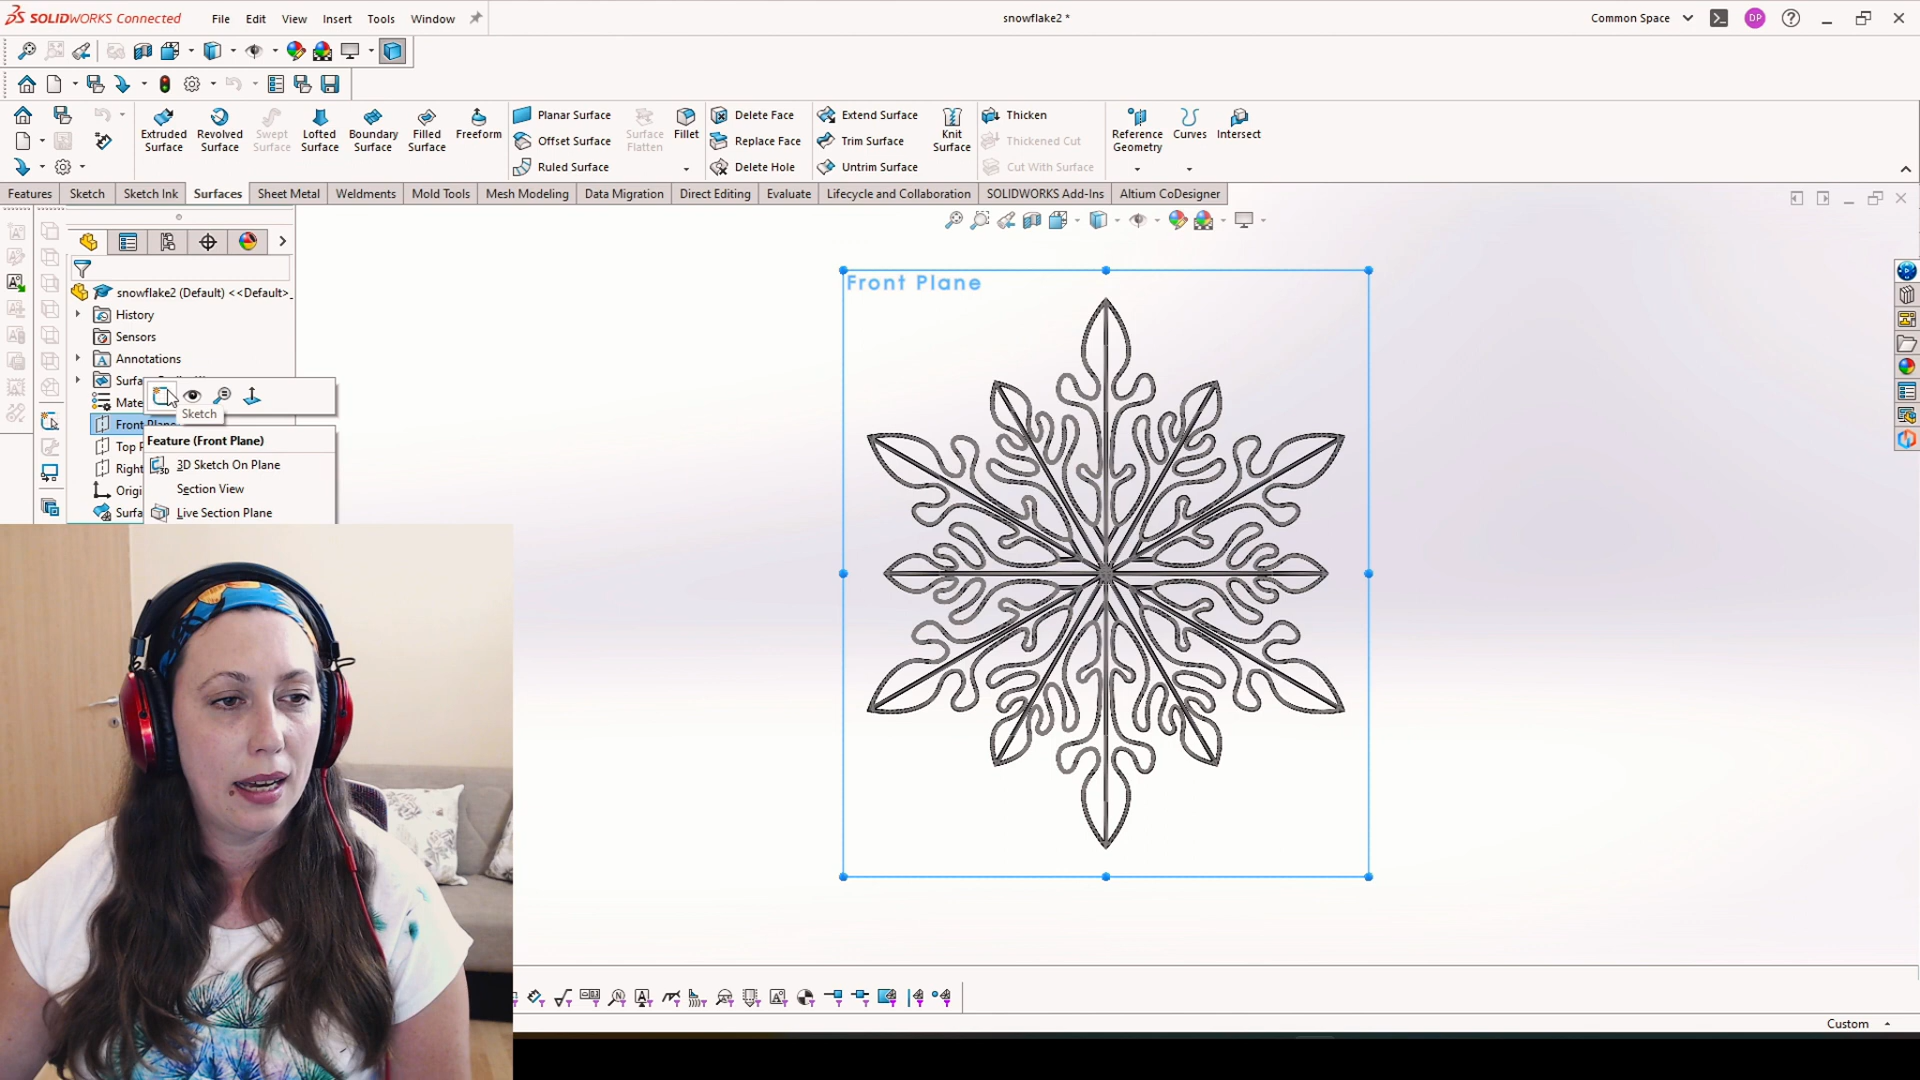 SOLIDWORKS Connected
File Edit View Insert Tools Window
snowflake2 *
Common Space
DP
Extruded Surface
Revolved Surface
Swept Surface
Lofted Surface
Boundary Surface
Filled Surface
Freeform
Planar Surface
Offset Surface
Ruled Surface
Surface Flatten
Fillet
Delete Face
Replace Face
Delete Hole
Extend Surface
Trim Surface
Untrim Surface
Knit Surface
Thicken
Thickened Cut
Cut With Surface
Reference Geometry
Curves
Intersect
Features Sketch Sketch Ink Surfaces Sheet Metal Weldments Mold Tools Mesh Modeling Data Migration Direct Editing Evaluate Lifecycle and Collaboration SOLIDWORKS Add-Ins Altium CoDesigner
snowflake2 (Default) <<Default>_
History
Sensors
Annotations
Surfa
Mate
Front Plane
Top P
Right
Origi
Surfa
Sketch
Feature (Front Plane)
3D Sketch On Plane
Section View
Live Section Plane
Front Plane
Custom